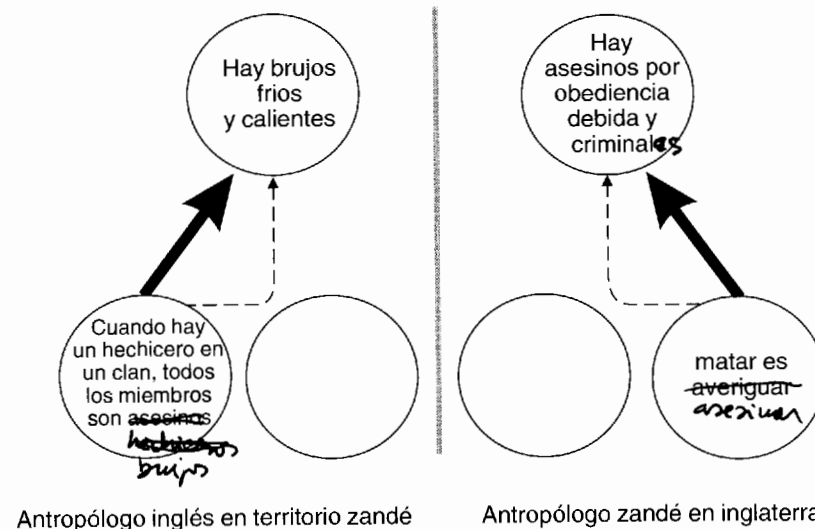 Hay brujos
frios
y calientes
Hay
asesinos por
obediencia
debida y
criminales
Cuando hay
un hechicero en
un clan, todos
los miembros
son asesinos
hechiceros
brujos
matar es
averiguar
asesinar
Antropólogo inglés en territorio zandé
Antropólogo zandé en inglaterra